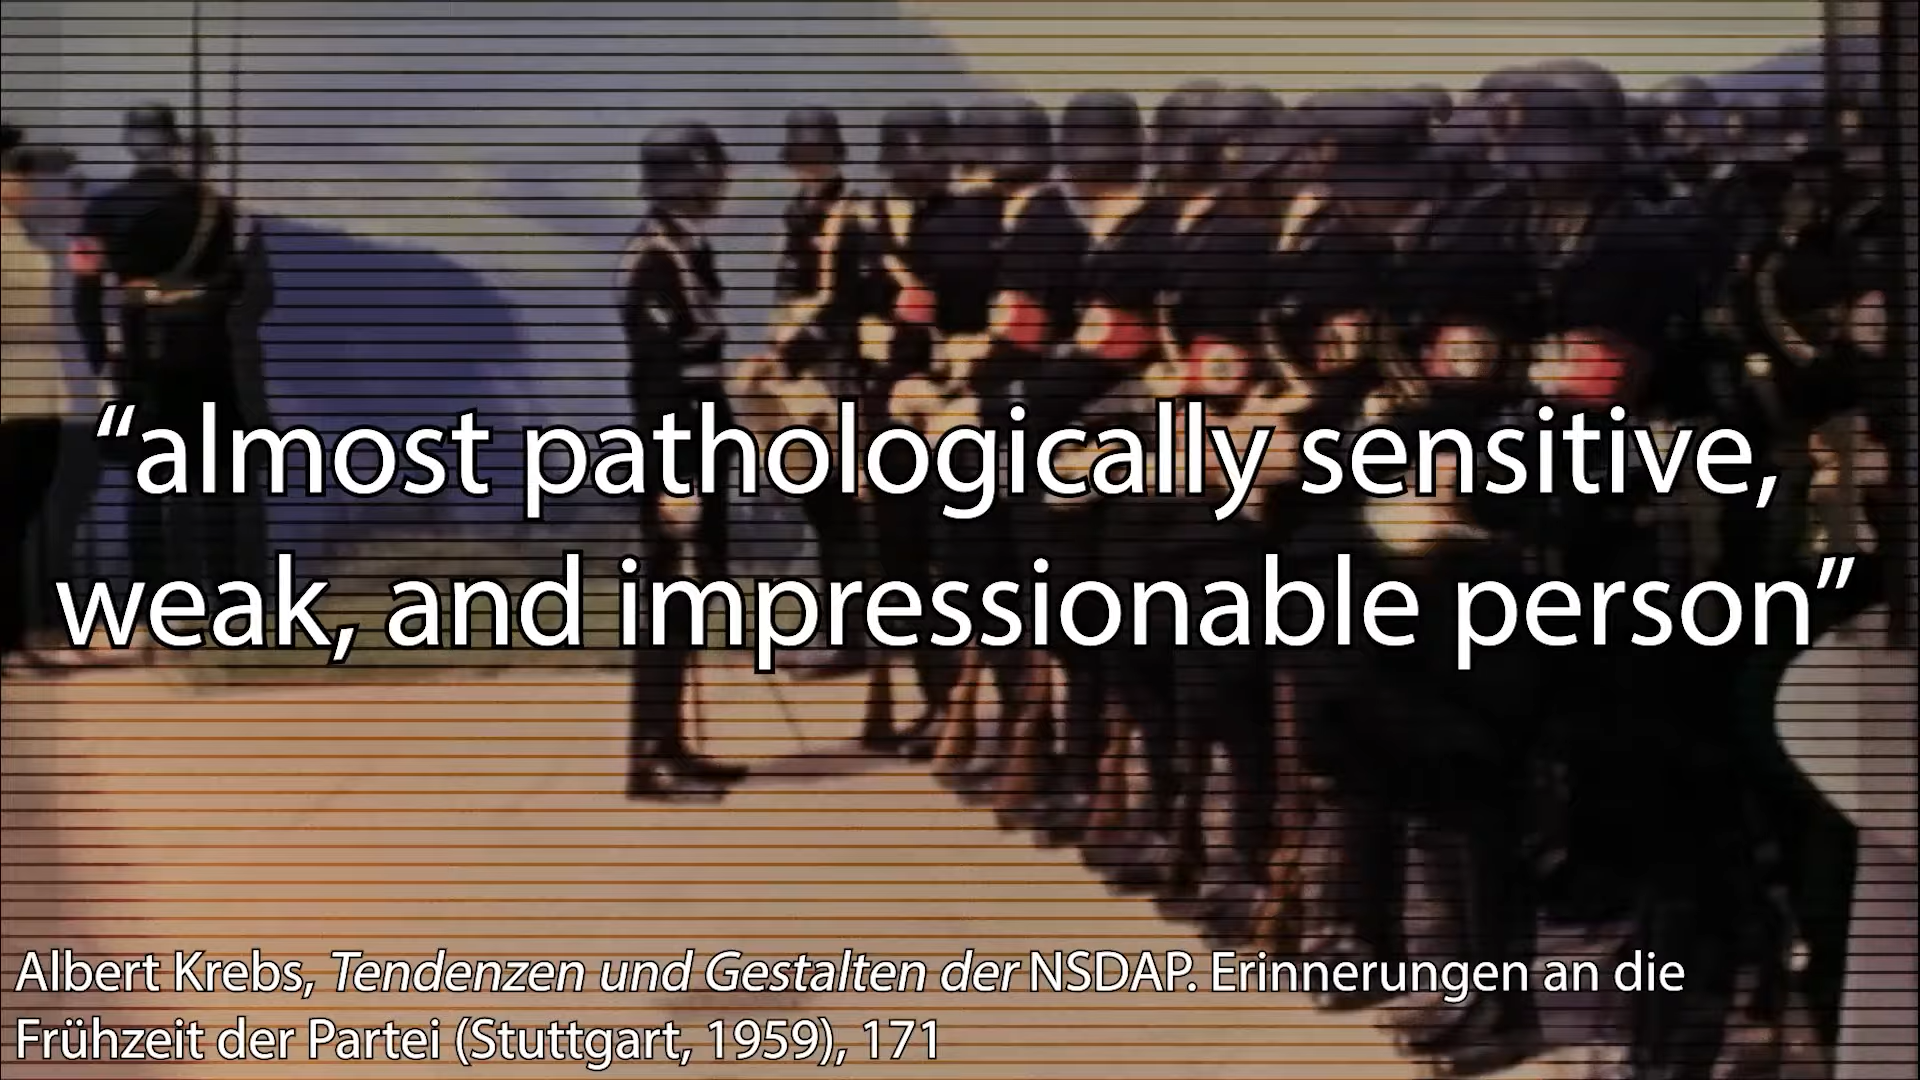 “almost pathologically sensitive,
weak, and impressionable person”
Albert Krebs, Tendenzen und Gestalten der NSDAP. Erinnerungen an die
Frühzeit der Partei (Stuttgart, 1959), 171